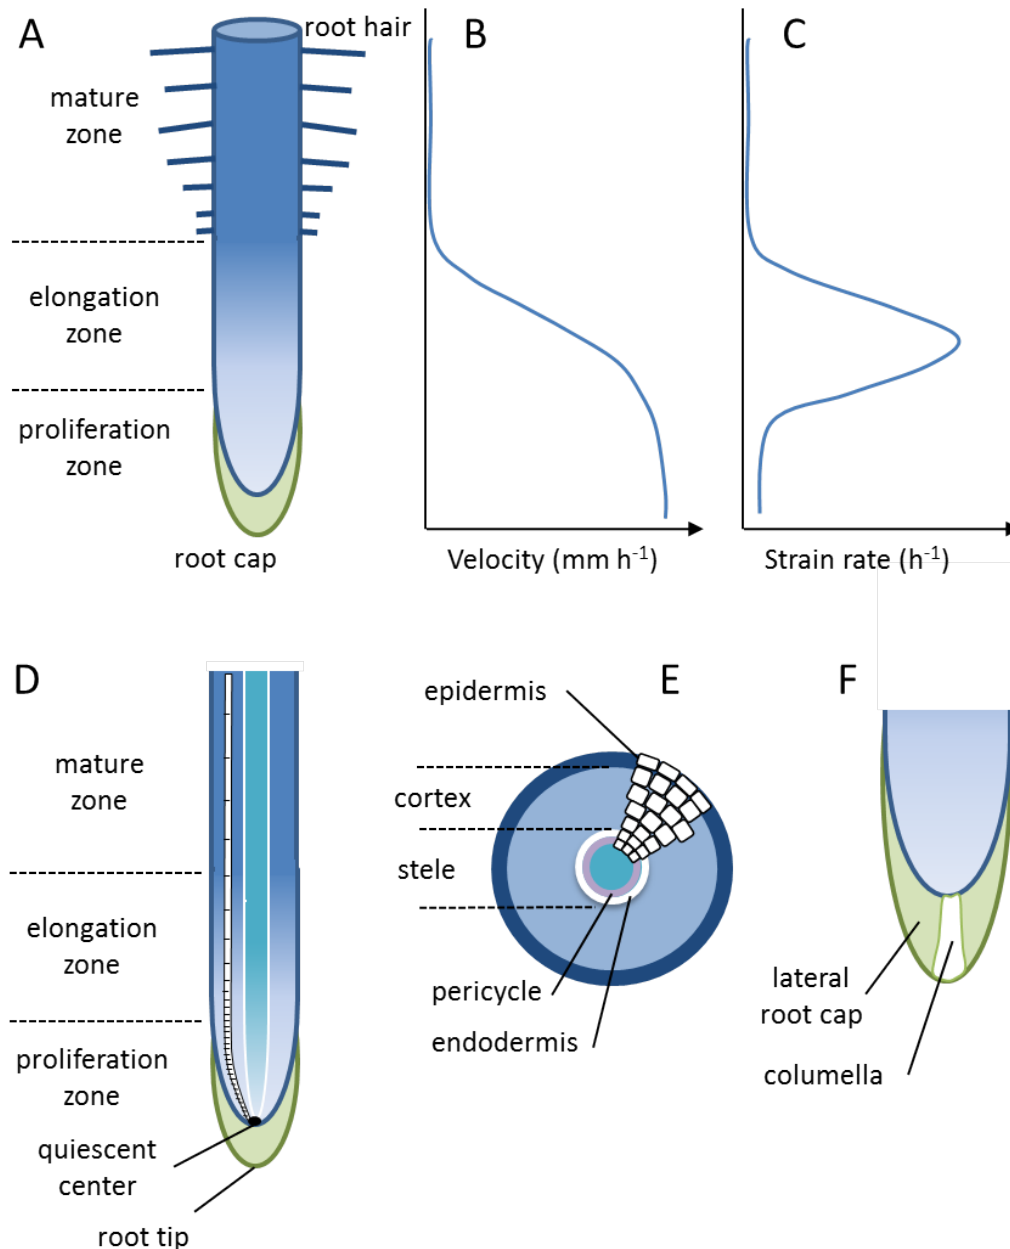 A
root hair
B
C
mature
zone
elongation
zone
proliferation
zone
root cap
Velocity (mm h-1)
Strain rate (h-1)
D
E
F
epidermis
mature
zone
cortex
stele
elongation
zone
pericycle
lateral
root cap
endodermis
proliferation
zone
columella
quiescent
center
root tip